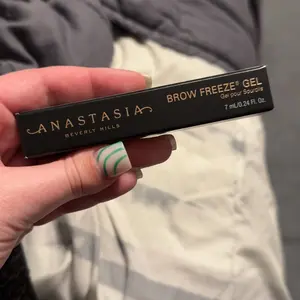 ANASTASIA
BEVERLY HILLS
BROW FREEZE® GEL
Gel pour Sourcils
7 mL/0.24 Fl. Oz.